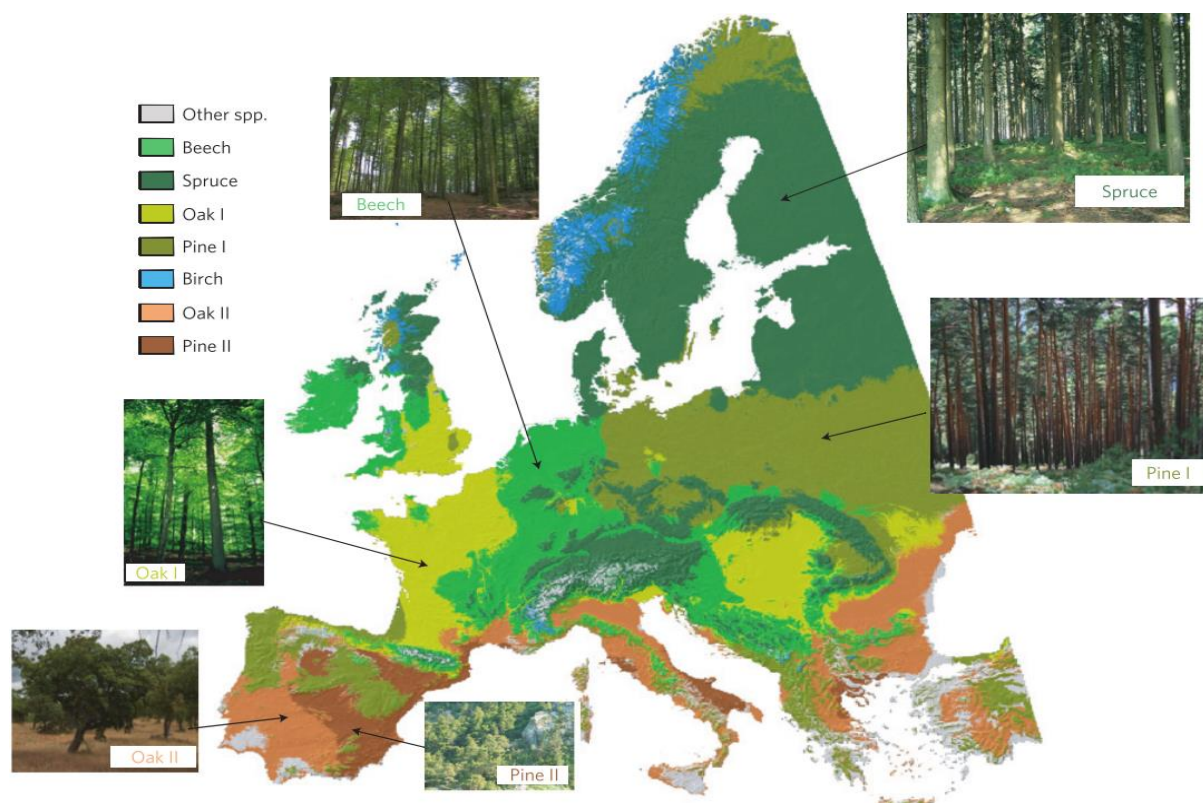 Other spp.
Beech
Spruce
Oak I
Pine I
Birch
Oak II
Pine II
Beech
Spruce
Pine I
Oak I
Oak II
Pine II